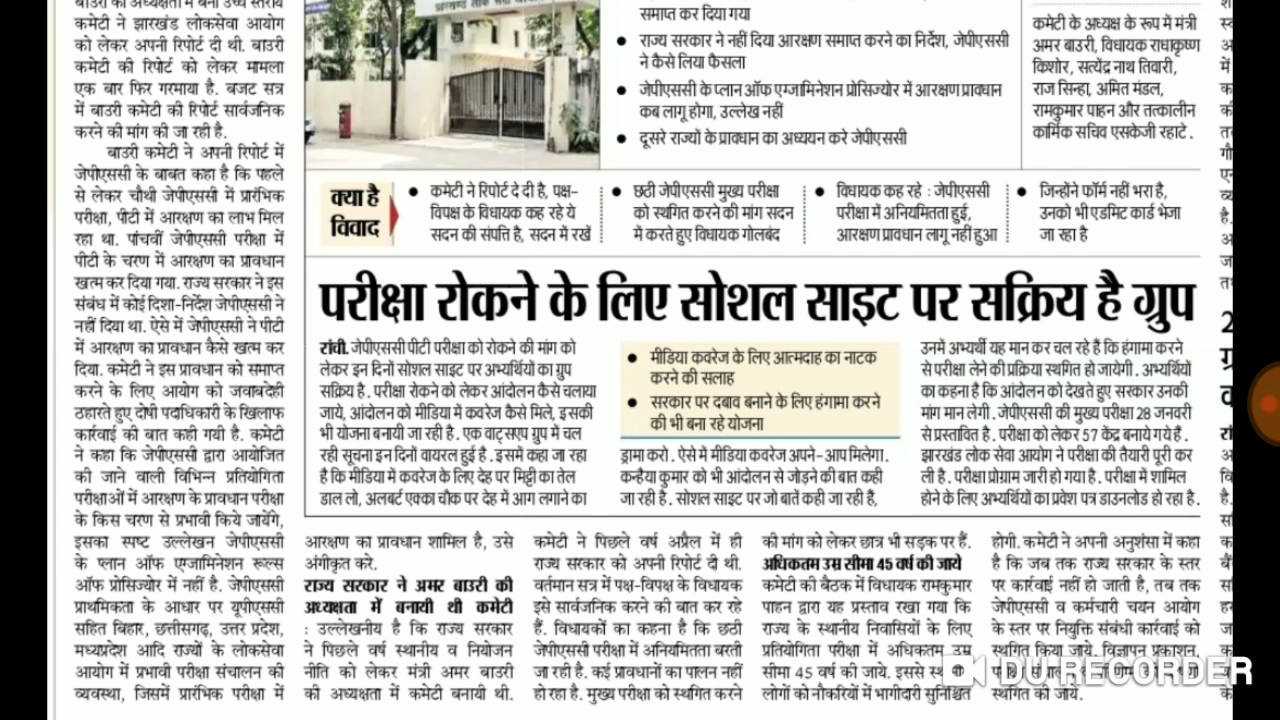 बाउरी की अध्यक्षता में बनी उच्च स्तरीय
कमेटी ने झारखंड लोकसेवा आयोग
को लेकर अपनी रिपोर्ट दी थी. बाउरी
कमेटी की रिपोर्ट को लेकर मामला
एक बार फिर गरमाया है. बजट सत्र
में बाउरी कमेटी की रिपोर्ट सार्वजनिक
करने की मांग की जा रही है.
बाउरी कमेटी ने अपनी रिपोर्ट में
जेपीएससी के बाबत कहा है कि पहले
से लेकर चौथी जेपीएससी में प्रारंभिक
परीक्षा, पीटी में आरक्षण का लाभ मिल
रहा था. पांचवीं जेपीएससी परीक्षा में
पीटी के चरण में आरक्षण का प्रावधान
खत्म कर दिया गया. राज्य सरकार ने इस
संबंध में कोई दिशा-निर्देश जेपीएससी ने
नहीं दिया था. ऐसे में जेपीएससी ने पीटी
में आरक्षण का प्रावधान कैसे खत्म कर
दिया. कमेटी ने इस प्रावधान को समाप्त
करने के लिए आयोग को जवाबदेही
ठहराते हुए दोषी पदाधिकारी के खिलाफ
कार्रवाई की बात कही गयी है. कमेटी
ने कहा कि जेपीएससी द्वारा आयोजित
की जाने वाली विभिन्न प्रतियोगिता
परीक्षाओं में आरक्षण के प्रावधान परीक्षा
के किस चरण से प्रभावी किये जायेंगे,
इसका स्पष्ट उल्लेखन जेपीएससी
के प्लान ऑफ एग्जामिनेशन रूल्स
ऑफ प्रोसिज्योर में नहीं है. जेपीएससी
प्राथमिकता के आधार पर यूपीएससी
सहित बिहार, छत्तीसगढ़, उत्तर प्रदेश,
मध्यप्रदेश आदि राज्यों के लोकसेवा
आयोग में प्रभावी परीक्षा संचालन की
व्यवस्था, जिसमें प्रारंभिक परीक्षा में
समाप्त कर दिया गया
● राज्य सरकार ने नहीं दिया आरक्षण समाप्त करने का निर्देश, जेपीएससी
ने कैसे लिया फैसला
● जेपीएससी के प्लान ऑफ एग्जामिनेशन प्रोसिज्योर में आरक्षण प्रावधान
कब लागू होगा, उल्लेख नहीं
● दूसरे राज्यों के प्रावधान का अध्ययन करे जेपीएससी
कमेटी के अध्यक्ष के रूप में मंत्री
अमर बाउरी, विधायक राधाकृष्ण
किशोर, सत्येंद्र नाथ तिवारी,
राज सिन्हा, अमित मंडल,
रामकुमार पाहन और तत्कालीन
कार्मिक सचिव एसकेजी रहाटे.
क्या है
विवाद
● कमेटी ने रिपोर्ट दे दी है, पक्ष-
विपक्ष के विधायक कह रहे ये
सदन की संपत्ति है, सदन में रखें
● छठी जेपीएससी मुख्य परीक्षा
को स्थगित करने की मांग सदन
में करते हुए विधायक गोलबंद
● विधायक कह रहे : जेपीएससी
परीक्षा में अनियमितता हुई,
आरक्षण प्रावधान लागू नहीं हुआ
● जिन्होंने फॉर्म नहीं भरा है,
उनको भी एडमिट कार्ड भेजा
जा रहा है
परीक्षा रोकने के लिए सोशल साइट पर सक्रिय है ग्रुप
रांची. जेपीएससी पीटी परीक्षा को रोकने की मांग को
लेकर इन दिनों सोशल साइट पर अभ्यर्थियों का ग्रुप
सक्रिय है. परीक्षा रोकने को लेकर आंदोलन कैसे चलाया
जाये, आंदोलन को मीडिया में कवरेज कैसे मिले, इसकी
भी योजना बनायी जा रही है. एक वाट्सएप ग्रुप में चल
रही सूचना इन दिनों वायरल हुई है. इसमें कहा जा रहा
है कि मीडिया में कवरेज के लिए देह पर मिट्टी का तेल
डाल लो, अलबर्ट एक्का चौक पर देह में आग लगाने का
● मीडिया कवरेज के लिए आत्मदाह का नाटक
करने की सलाह
● सरकार पर दबाव बनाने के लिए हंगामा करने
की भी बना रहे योजना
ड्रामा करो. ऐसे में मीडिया कवरेज अपने-आप मिलेगा.
कन्हैया कुमार को भी आंदोलन से जोड़ने की बात कही
जा रही है. सोशल साइट पर जो बातें कही जा रही हैं,
उनमें अभ्यर्थी यह मान कर चल रहे हैं कि हंगामा करने
से परीक्षा लेने की प्रक्रिया स्थगित हो जायेगी. अभ्यर्थियों
का कहना है कि आंदोलन को देखते हुए सरकार उनकी
मांग मान लेगी. जेपीएससी की मुख्य परीक्षा 28 जनवरी
से प्रस्तावित है. परीक्षा को लेकर 57 केंद्र बनाये गये हैं.
झारखंड लोक सेवा आयोग ने परीक्षा की तैयारी पूरी कर
ली है. परीक्षा प्रोग्राम जारी हो गया है. परीक्षा में शामिल
होने के लिए अभ्यर्थियों का प्रवेश पत्र डाउनलोड हो रहा है.
आरक्षण का प्रावधान शामिल है, उसे
अंगीकृत करे.
राज्य सरकार ने अमर बाउरी की
अध्यक्षता में बनायी थी कमेटी
: उल्लेखनीय है कि राज्य सरकार
ने पिछले वर्ष स्थानीय व नियोजन
नीति को लेकर मंत्री अमर बाउरी
की अध्यक्षता में कमेटी बनायी थी.
कमेटी ने पिछले वर्ष अप्रैल में ही
राज्य सरकार को अपनी रिपोर्ट दी थी.
वर्तमान सत्र में पक्ष-विपक्ष के विधायक
इसे सार्वजनिक करने की बात कर रहे
हैं. विधायकों का कहना है कि छठी
जेपीएससी परीक्षा में अनियमितता बरती
जा रही है. कई प्रावधानों का पालन नहीं
हो रहा है. मुख्य परीक्षा को स्थगित करने
की मांग को लेकर छात्र भी सड़क पर हैं.
अधिकतम उम्र सीमा 45 वर्ष की जाये
कमेटी की बैठक में विधायक रामकुमार
पाहन द्वारा यह प्रस्ताव रखा गया कि
राज्य के स्थानीय निवासियों के लिए
प्रतियोगिता परीक्षा में अधिकतम उम्र
सीमा 45 वर्ष की जाये. इससे
लोगों को नौकरियों में भागीदारी सुनिश्चित
होगी. कमेटी ने अपनी अनुशंसा में कहा
है कि जब तक राज्य सरकार के स्तर
पर कार्रवाई नहीं हो जाती है, तब तक
जेपीएससी व कर्मचारी चयन आयोग
के स्तर पर नियुक्ति संबंधी कार्रवाई को
स्थगित किया जाये. विज्ञापन प्रकाशन,
स्थगित की जाये.
DU RECORDER